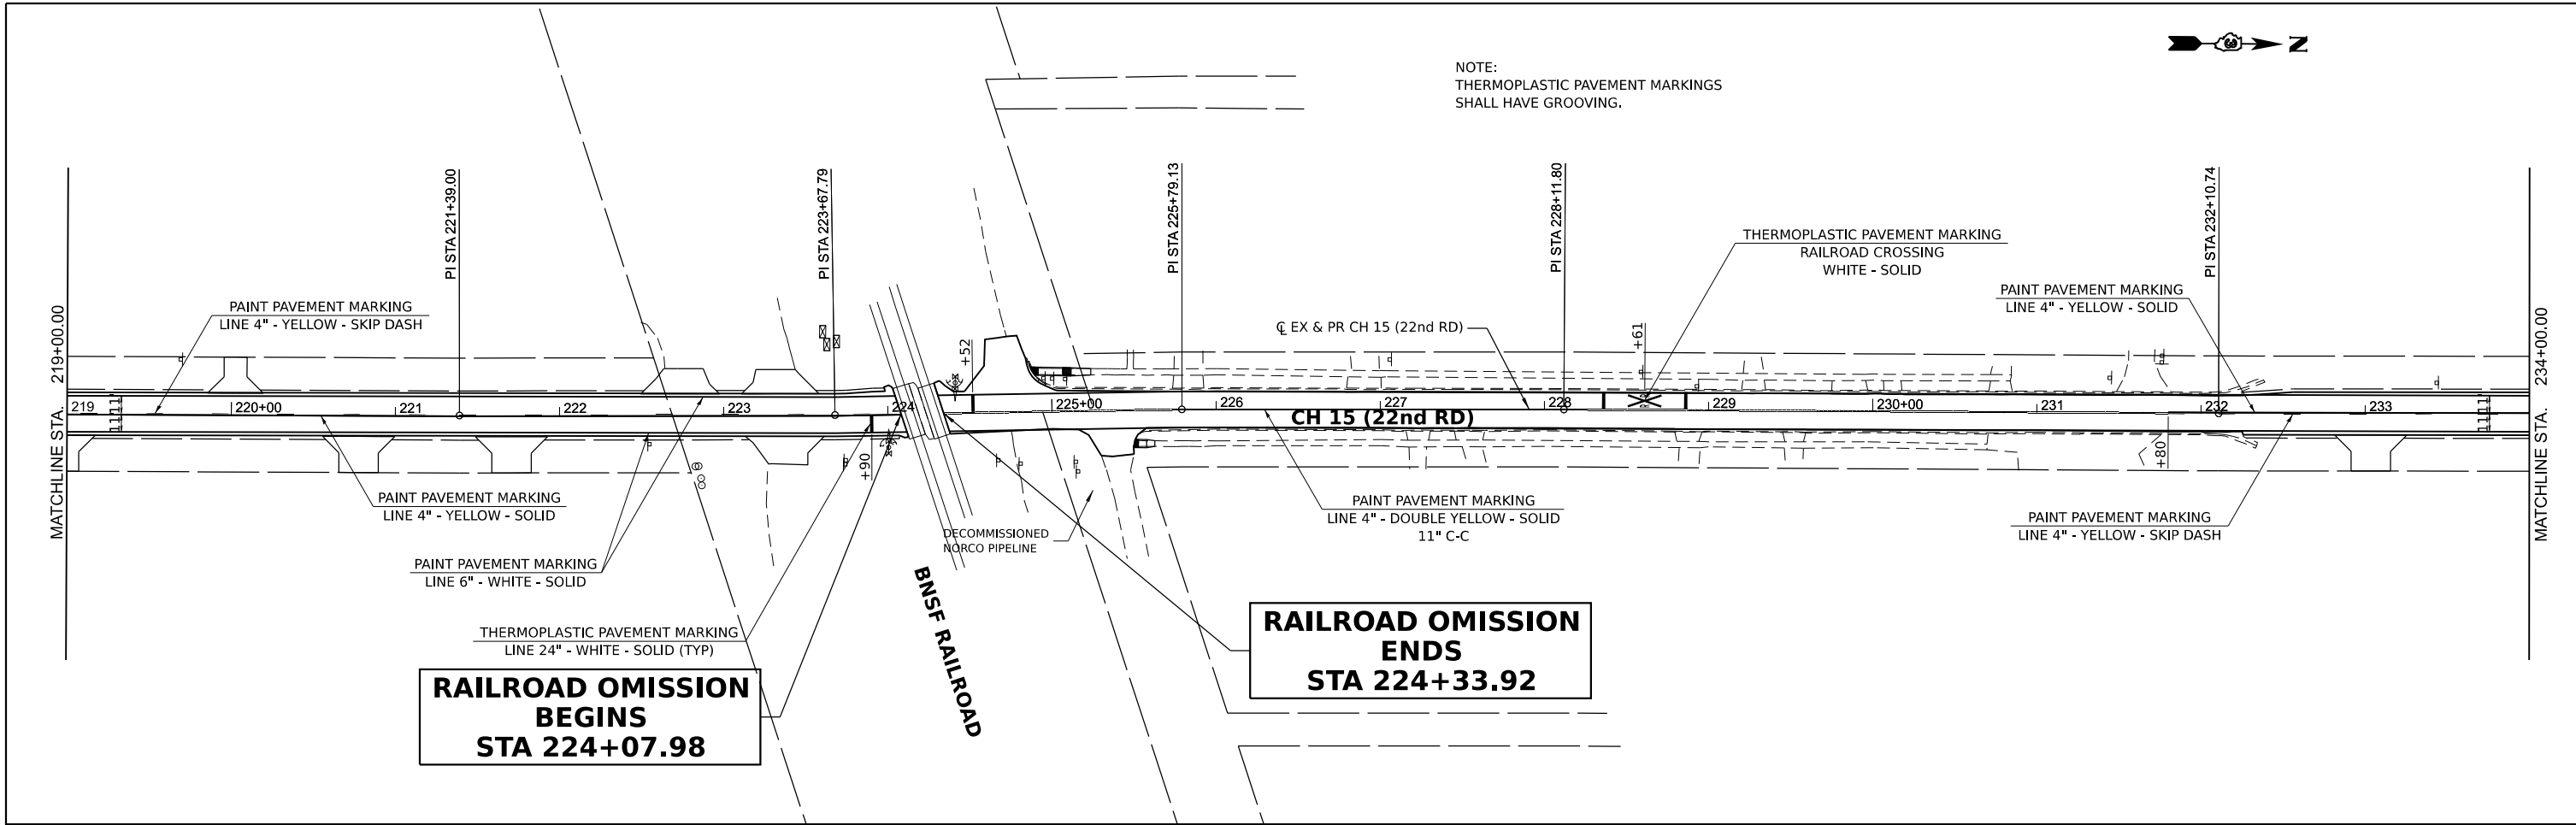 N
NOTE:
THERMOPLASTIC PAVEMENT MARKINGS
SHALL HAVE GROOVING.
MATCHLINE STA. 219+00.00
PI STA 221+39.00
PI STA 223+67.79
PI STA 225+79.13
PI STA 228+11.80
PI STA 232+10.74
MATCHLINE STA. 234+00.00
PAINT PAVEMENT MARKING
LINE 4" - YELLOW - SKIP DASH
THERMOPLASTIC PAVEMENT MARKING
RAILROAD CROSSING
WHITE - SOLID
PAINT PAVEMENT MARKING
LINE 4" - YELLOW - SOLID
℄ EX & PR CH 15 (22nd RD)
+52
+61
219
11'
11'
220+00
221
222
223
224
225+00
226
227
228
229
230+00
231
232
233
11'
11'
CH 15 (22nd RD)
+90
+80
PAINT PAVEMENT MARKING
LINE 4" - YELLOW - SOLID
PAINT PAVEMENT MARKING
LINE 6" - WHITE - SOLID
THERMOPLASTIC PAVEMENT MARKING
LINE 24" - WHITE - SOLID (TYP)
DECOMMISSIONED
NORCO PIPELINE
PAINT PAVEMENT MARKING
LINE 4" - DOUBLE YELLOW - SOLID
11" C-C
PAINT PAVEMENT MARKING
LINE 4" - YELLOW - SKIP DASH
BNSF RAILROAD
RAILROAD OMISSION
BEGINS
STA 224+07.98
RAILROAD OMISSION
ENDS
STA 224+33.92